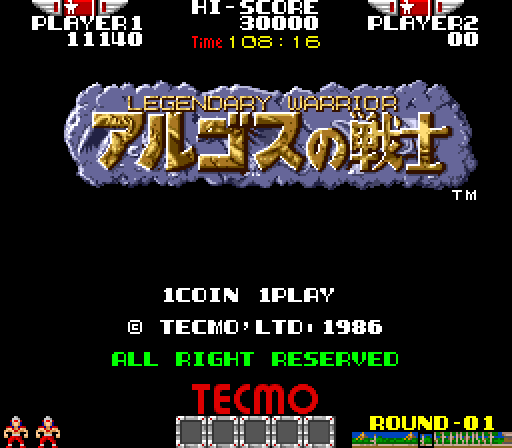 PLAYER1 HI-SCORE PLAYER2
11140 30000 00
Time 108:16
LEGENDARY WARRIOR
アルゴスの戦士
TM
1COIN 1PLAY
© TECMO,LTD. 1986
ALL RIGHT RESERVED
TECMO
ROUND-01